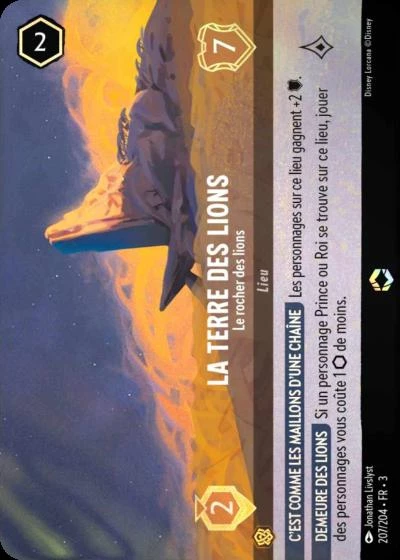 2
7
LA TERRE DES LIONS
Le rocher des lions
Lieu
2
C'EST COMME LES MAILLONS D'UNE CHAÎNE Les personnages sur ce lieu gagnent +2 .
DEMEURE DES LIONS Si un personnage Prince ou Roi se trouve sur ce lieu, jouer
des personnages vous coûte 1 de moins.
Jonathan Livslyst
207/204 • FR • 3
Disney Lorcana ©Disney